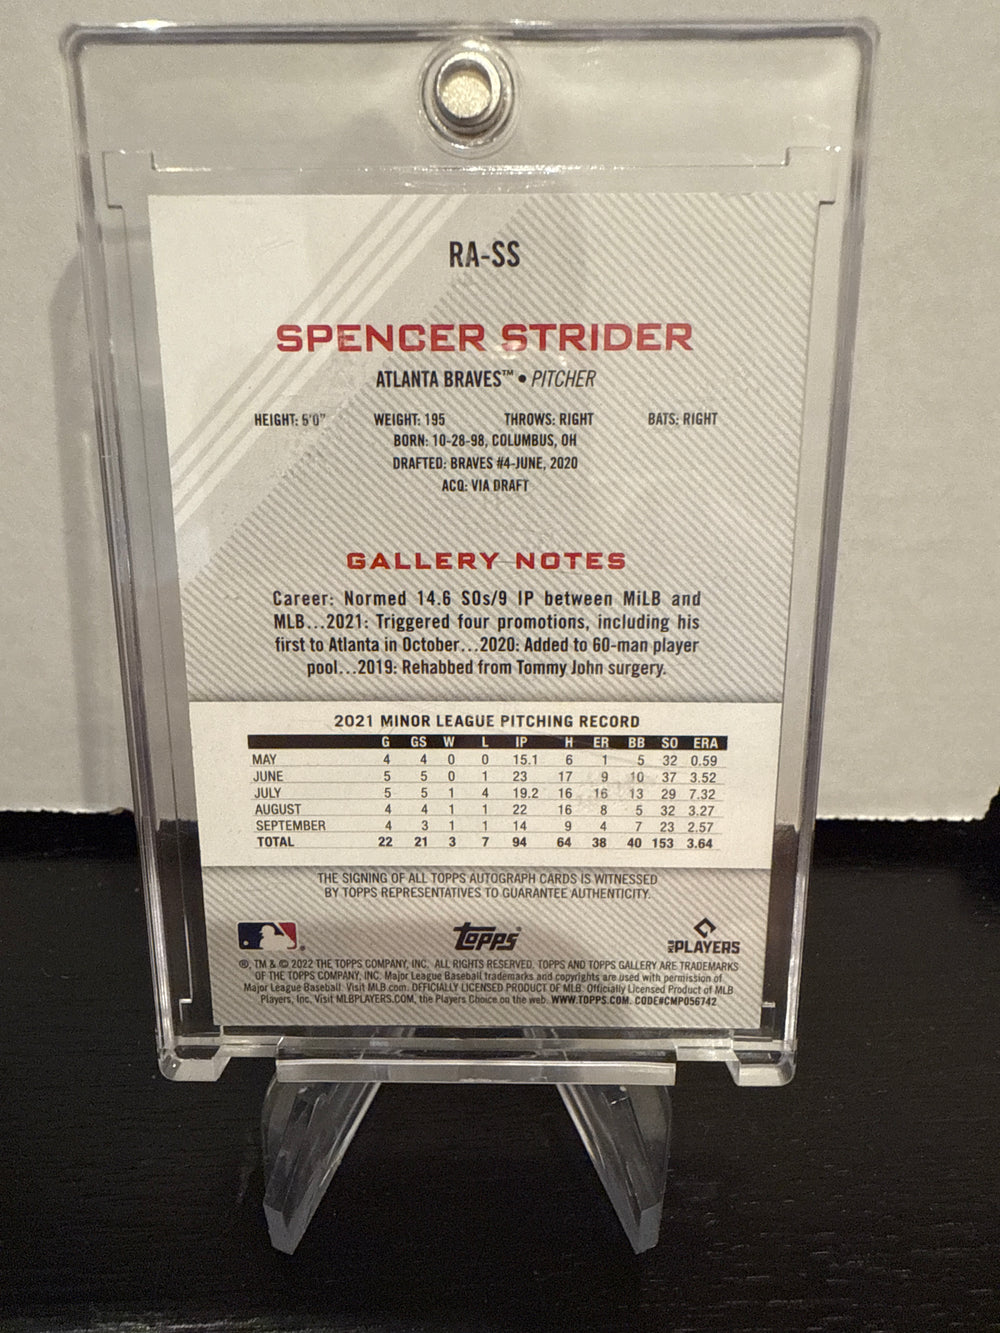 RA-SS
SPENCER STRIDER
ATLANTA BRAVES™ • PITCHER
HEIGHT: 5'0" WEIGHT: 195 THROWS: RIGHT BATS: RIGHT
BORN: 10-28-98, COLUMBUS, OH
DRAFTED: BRAVES #4-JUNE, 2020
ACQ: VIA DRAFT
GALLERY NOTES
Career: Normed 14.6 SOs/9 IP between MiLB and
MLB...2021: Triggered four promotions, including his
first to Atlanta in October...2020: Added to 60-man player
pool...2019: Rehabbed from Tommy John surgery.
2021 MINOR LEAGUE PITCHING RECORD
G GS W L IP H ER BB SO ERA
MAY 4 4 0 0 15.1 6 1 5 32 0.59
JUNE 5 5 0 1 23 17 9 10 37 3.52
JULY 5 5 1 4 19.2 16 16 13 29 7.32
AUGUST 4 4 1 1 22 16 8 5 32 3.27
SEPTEMBER 4 3 1 1 14 9 4 7 23 2.57
TOTAL 22 21 3 7 94 64 38 40 153 3.64
THE SIGNING OF ALL TOPPS AUTOGRAPH CARDS IS WITNESSED
BY TOPPS REPRESENTATIVES TO GUARANTEE AUTHENTICITY.
® Topps MLB PLAYERS
®, TM & © 2022 THE TOPPS COMPANY, INC. ALL RIGHTS RESERVED. TOPPS AND TOPPS GALLERY ARE TRADEMARKS
OF THE TOPPS COMPANY, INC. Major League Baseball trademarks and copyrights are used with permission of
Major League Baseball. Visit MLB.com. OFFICIALLY LICENSED PRODUCT OF MLB. Officially Licensed Product of MLB
Players, Inc. Visit MLBPLAYERS.COM, the Players Choice on the web. WWW.TOPPS.COM. CODE#CMP056742